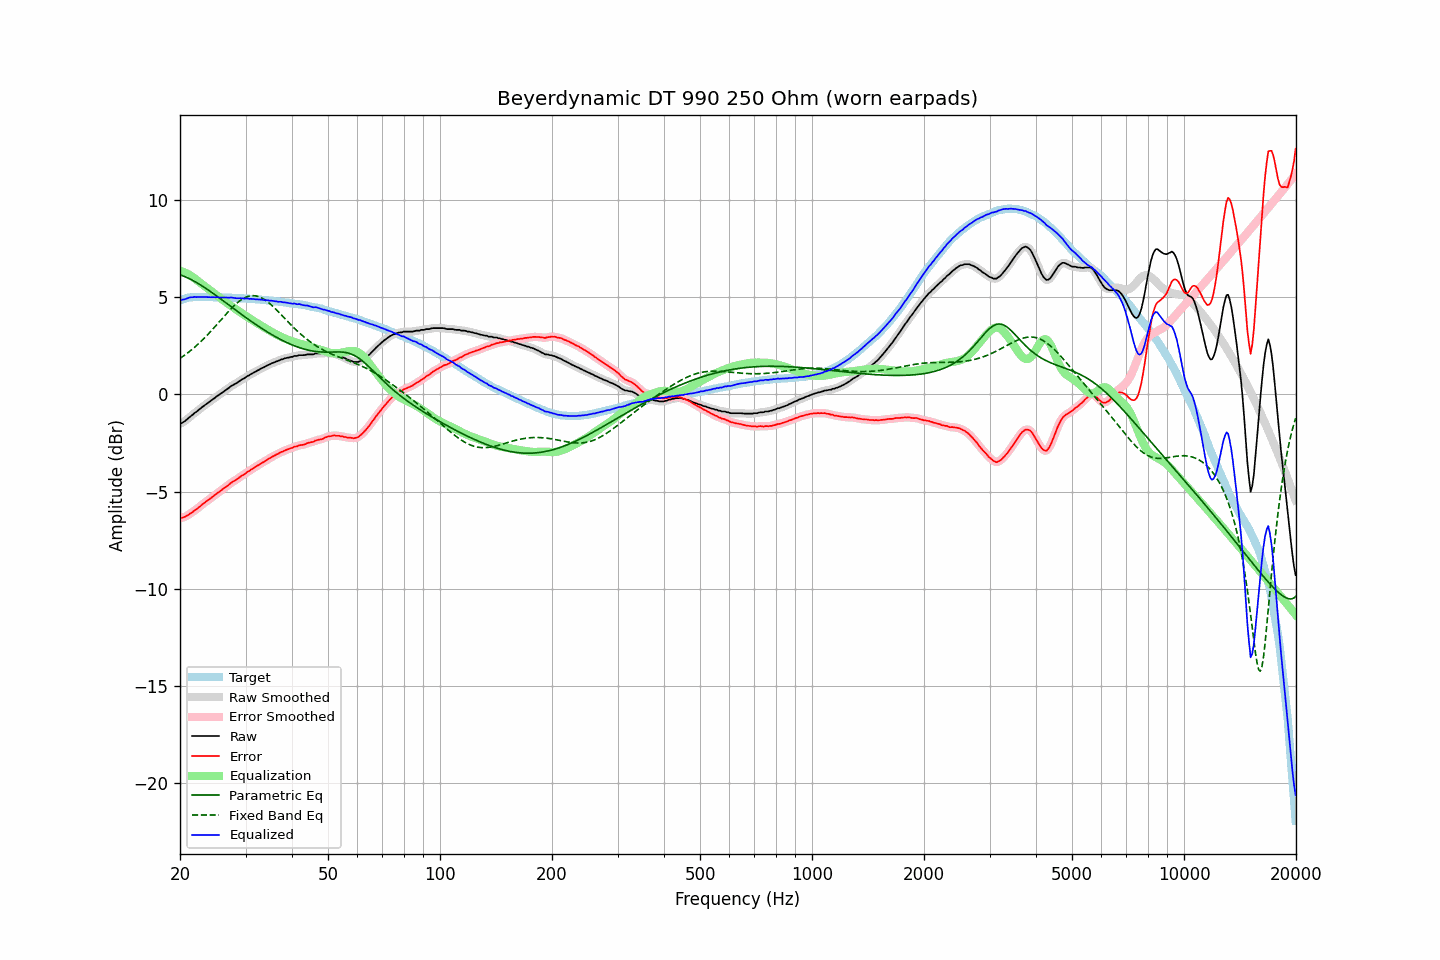 Beyerdynamic DT 990 250 Ohm (worn earpads)
Amplitude (dBr)
10
5
0
−5
−10
−15
−20
Target
Raw Smoothed
Error Smoothed
Raw
Error
Equalization
Parametric Eq
Fixed Band Eq
Equalized
20
50
100
200
500
1000
2000
5000
10000
20000
Frequency (Hz)